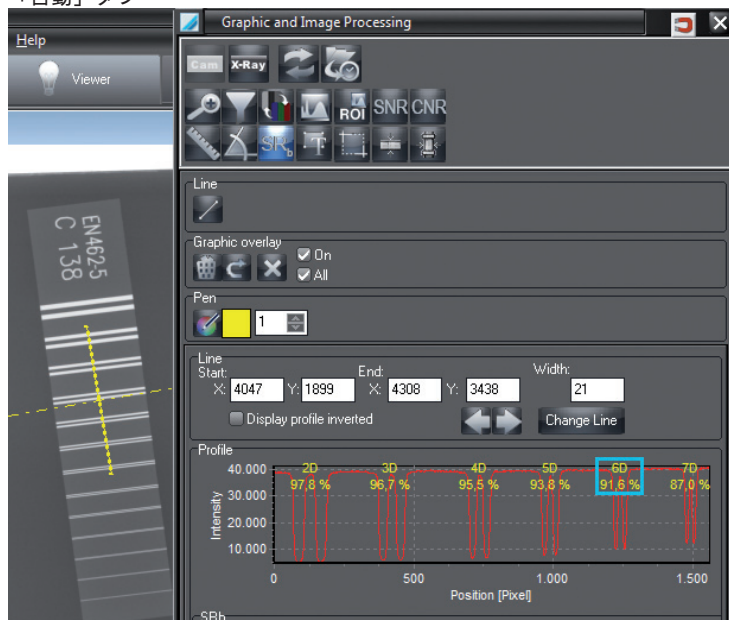 Graphic and Image Processing
Help
Viewer
Cam X-Ray
ROI SNR CNR
SRb T
Line
Graphic overlay
On
All
Pen
1
Line
Start: End: Width:
X: 4047 Y: 1899 X: 4308 Y: 3438 21
Display profile inverted
Change Line
Profile
40.000
30.000
20.000
10.000
Intensity
2D 3D 4D 5D 6D 7D
97,8 % 96,7 % 95,5 % 93,8 % 91,6 % 87,0 %
0 500 1.000 1.500
Position [Pixel]
SRb
EN462-5
C 138